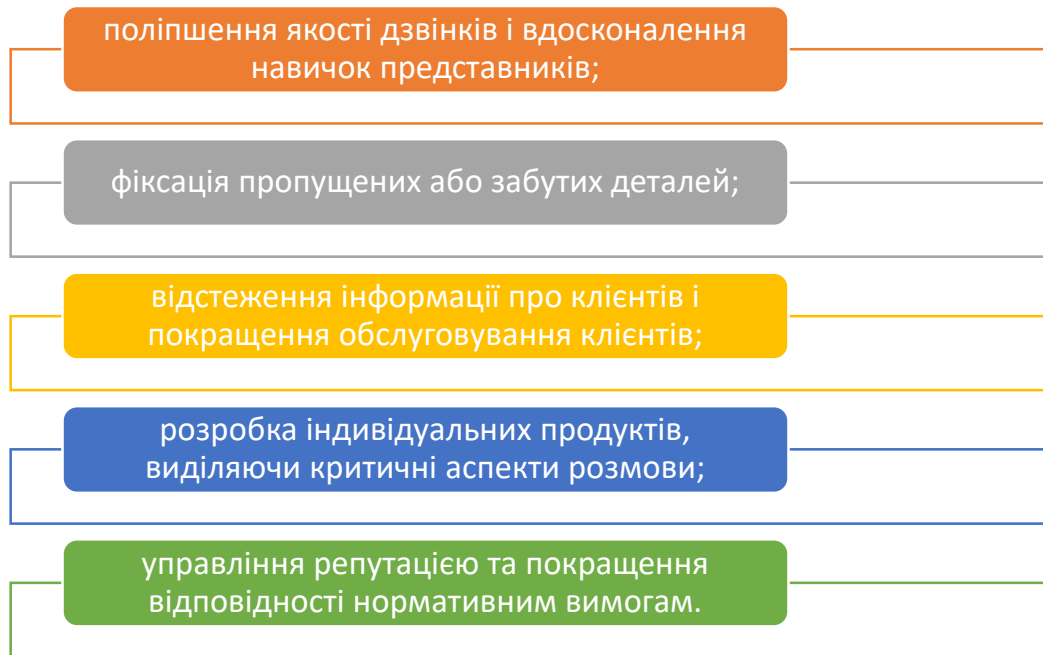 поліпшення якості дзвінків і вдосконалення
навичок представників;
фіксація пропущених або забутих деталей;
відстеження інформації про клієнтів і
покращення обслуговування клієнтів;
розробка індивідуальних продуктів,
виділяючи критичні аспекти розмови;
управління репутацією та покращення
відповідності нормативним вимогам.